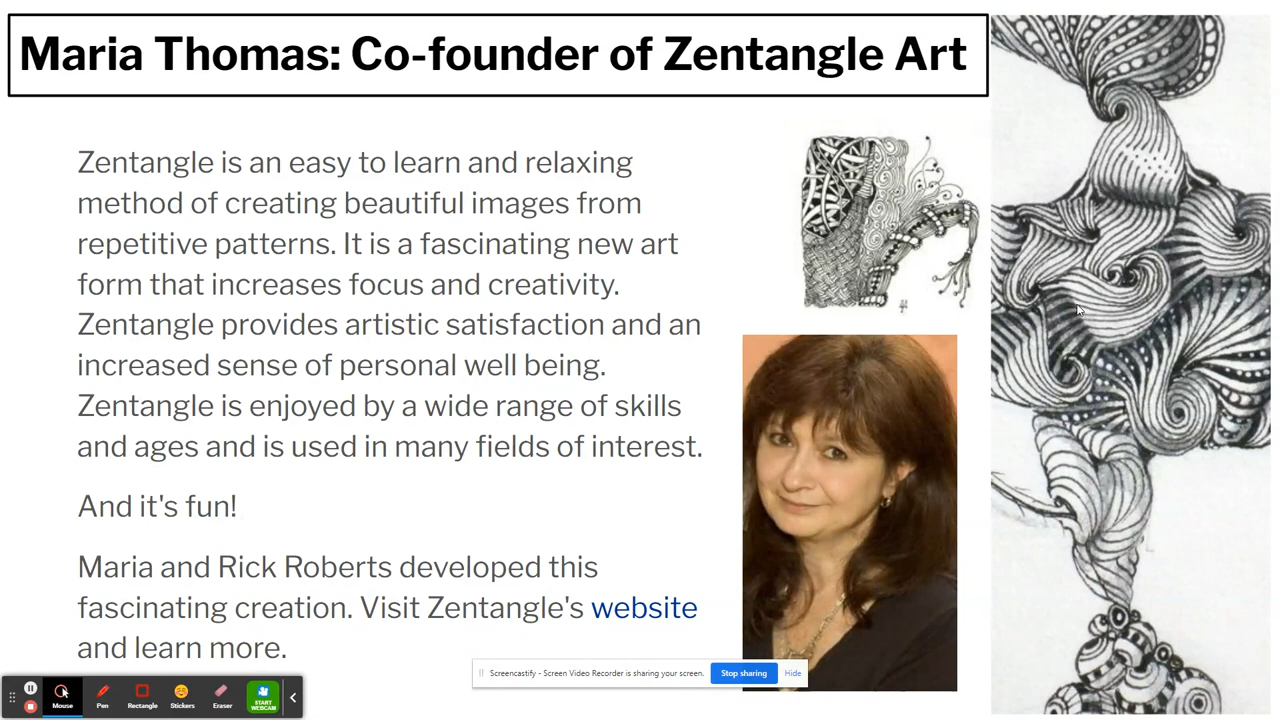 Maria Thomas: Co-founder of Zentangle Art
Zentangle is an easy to learn and relaxing
method of creating beautiful images from
repetitive patterns. It is a fascinating new art
form that increases focus and creativity.
Zentangle provides artistic satisfaction and an
increased sense of personal well being.
Zentangle is enjoyed by a wide range of skills
and ages and is used in many fields of interest.
And it's fun!
Maria and Rick Roberts developed this
fascinating creation. Visit Zentangle's website
and learn more.
Screencastify - Screen Video Recorder is sharing your screen.
Stop sharing
Hide
Mouse
Pen
Rectangle
Stickers
Eraser
START
WEBCAM